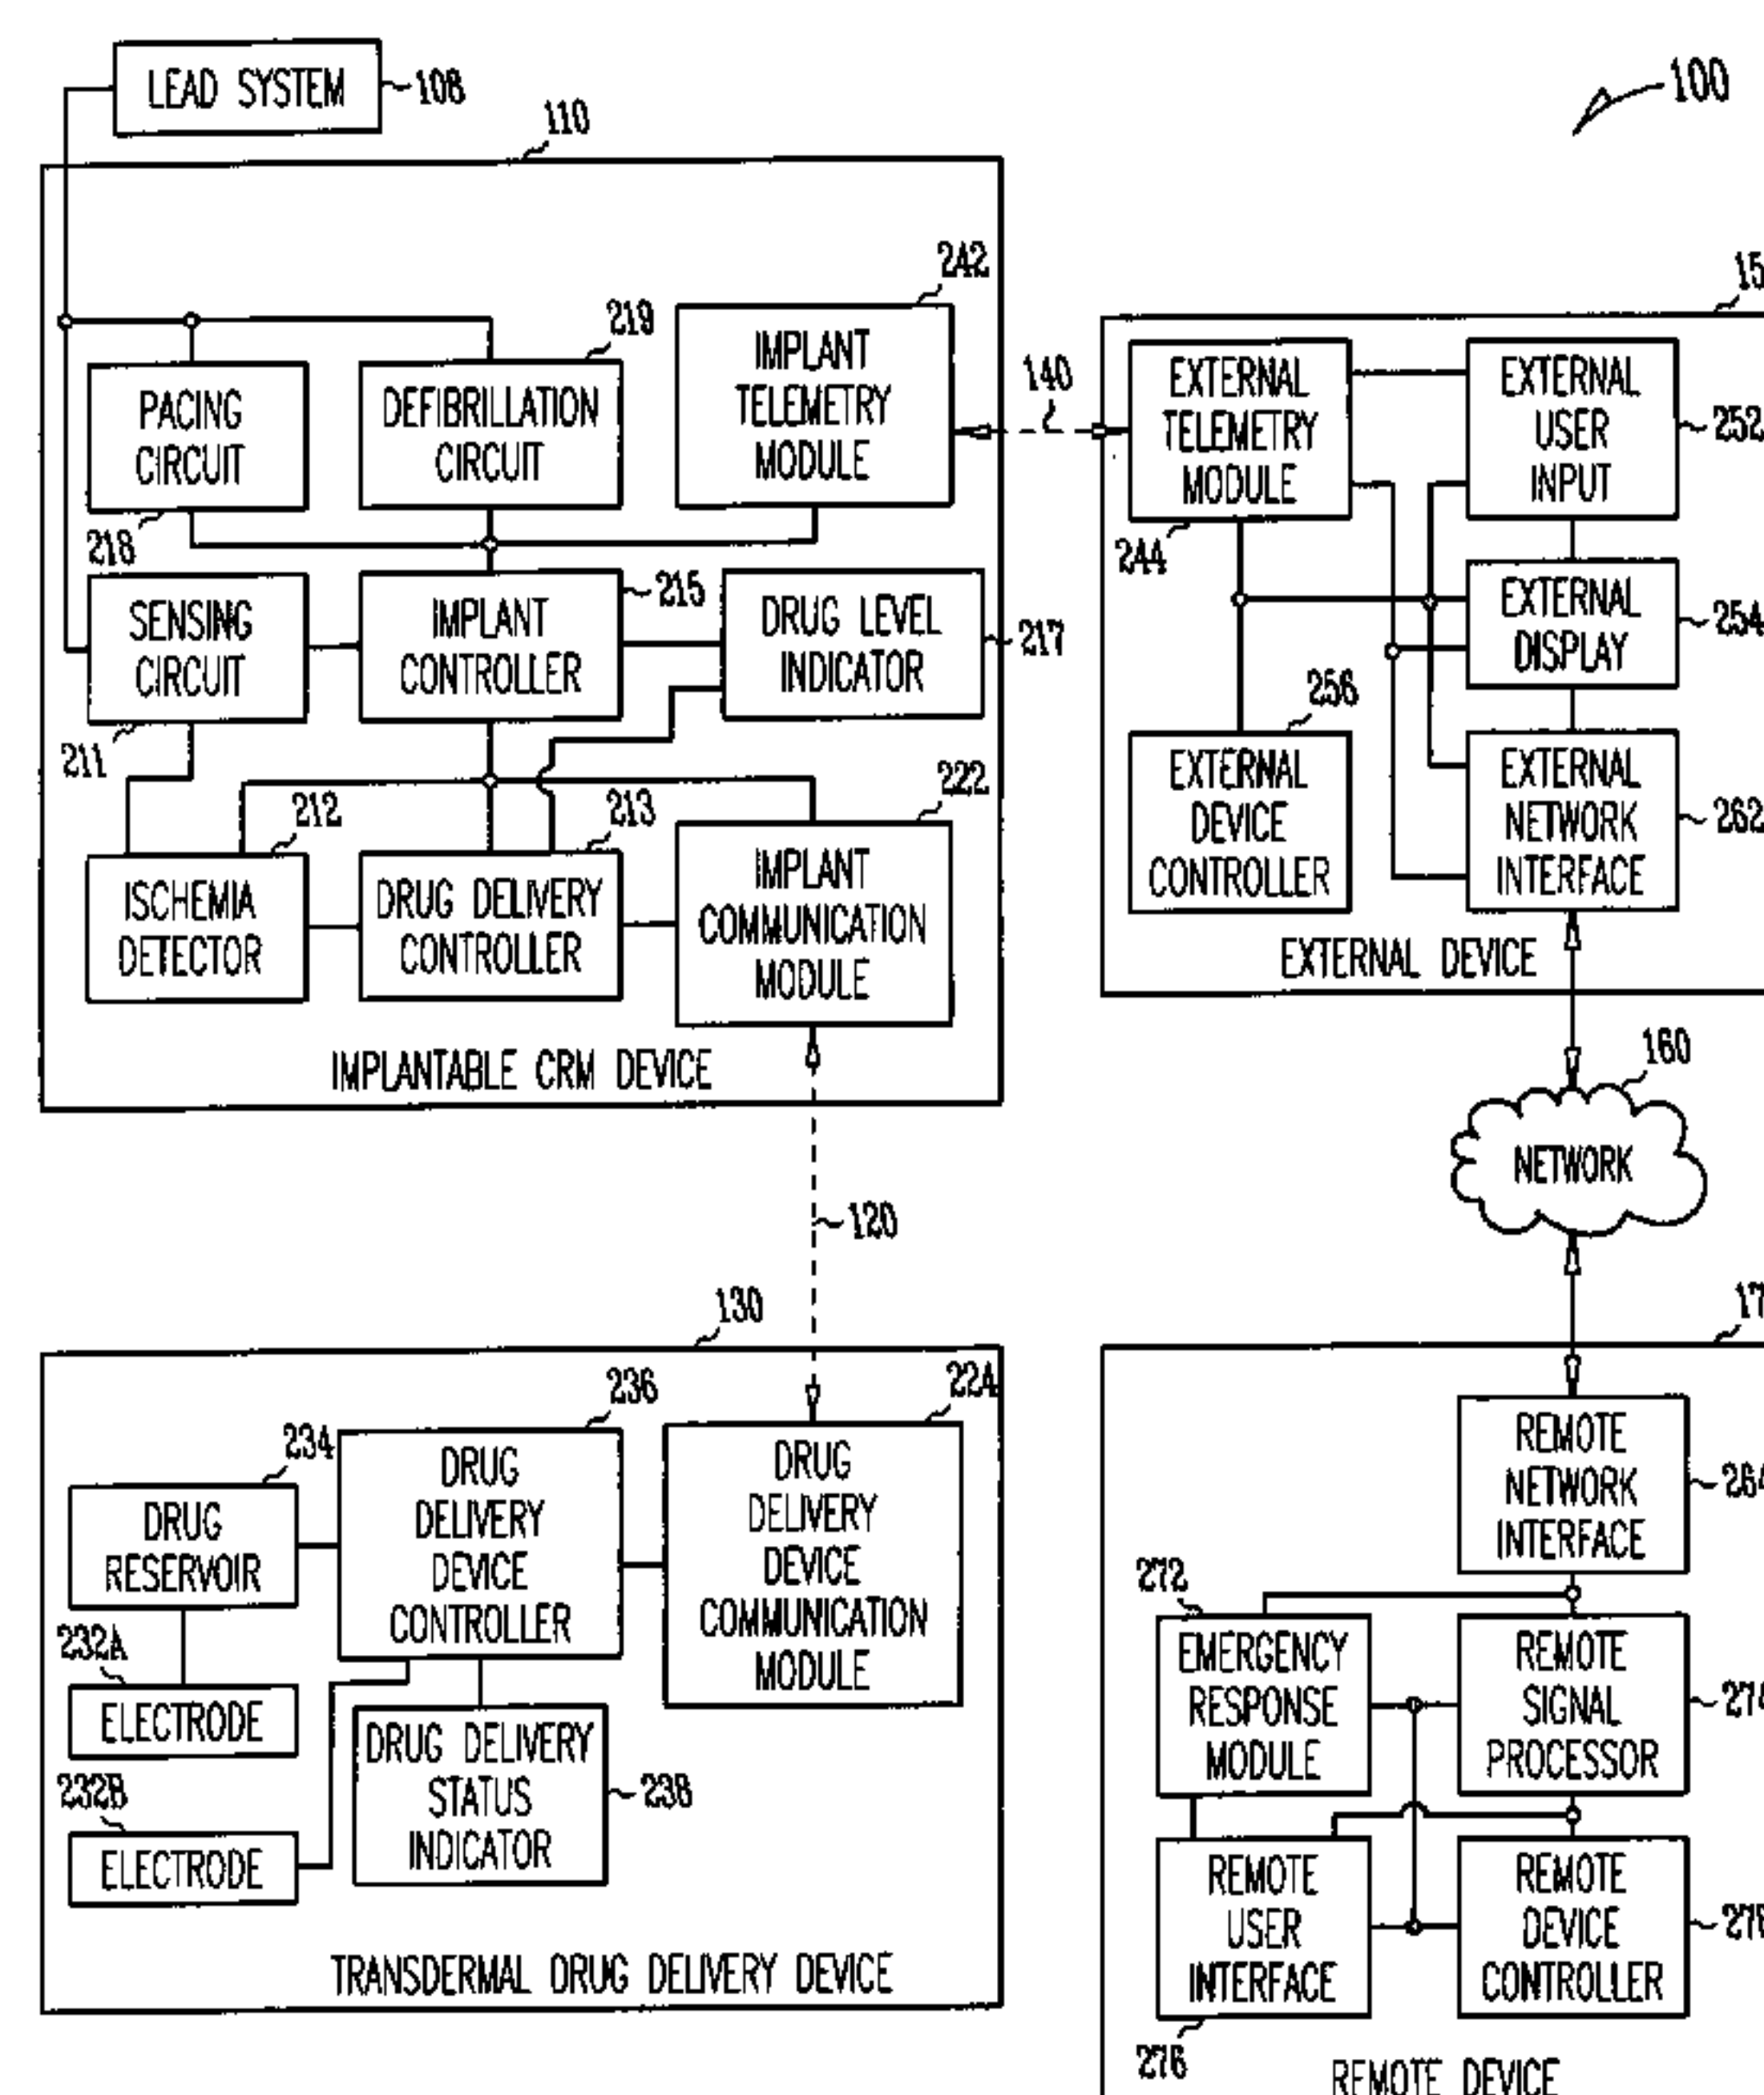 LEAD SYSTEM
108
100
110
242
219
IMPLANT
TELEMETRY
MODULE
PACING
CIRCUIT
DEFIBRILLATION
CIRCUIT
218
140
EXTERNAL
TELEMETRY
MODULE
244
EXTERNAL
USER
INPUT
252
SENSING
CIRCUIT
211
IMPLANT
CONTROLLER
215
DRUG LEVEL
INDICATOR
217
EXTERNAL
DISPLAY
254
256
EXTERNAL
DEVICE
CONTROLLER
EXTERNAL
NETWORK
INTERFACE
262
EXTERNAL DEVICE
212
213
222
ISCHEMIA
DETECTOR
DRUG DELIVERY
CONTROLLER
IMPLANT
COMMUNICATION
MODULE
IMPLANTABLE CRM DEVICE
160
NETWORK
120
130
236
224
234
DRUG
RESERVOIR
DRUG
DELIVERY
DEVICE
CONTROLLER
DRUG
DELIVERY
DEVICE
COMMUNICATION
MODULE
232A
ELECTRODE
232B
ELECTRODE
DRUG DELIVERY
STATUS
INDICATOR
238
TRANSDERMAL DRUG DELIVERY DEVICE
REMOTE
NETWORK
INTERFACE
264
272
EMERGENCY
RESPONSE
MODULE
REMOTE
SIGNAL
PROCESSOR
274
REMOTE
USER
INTERFACE
276
REMOTE
DEVICE
CONTROLLER
REMOTE DEVICE